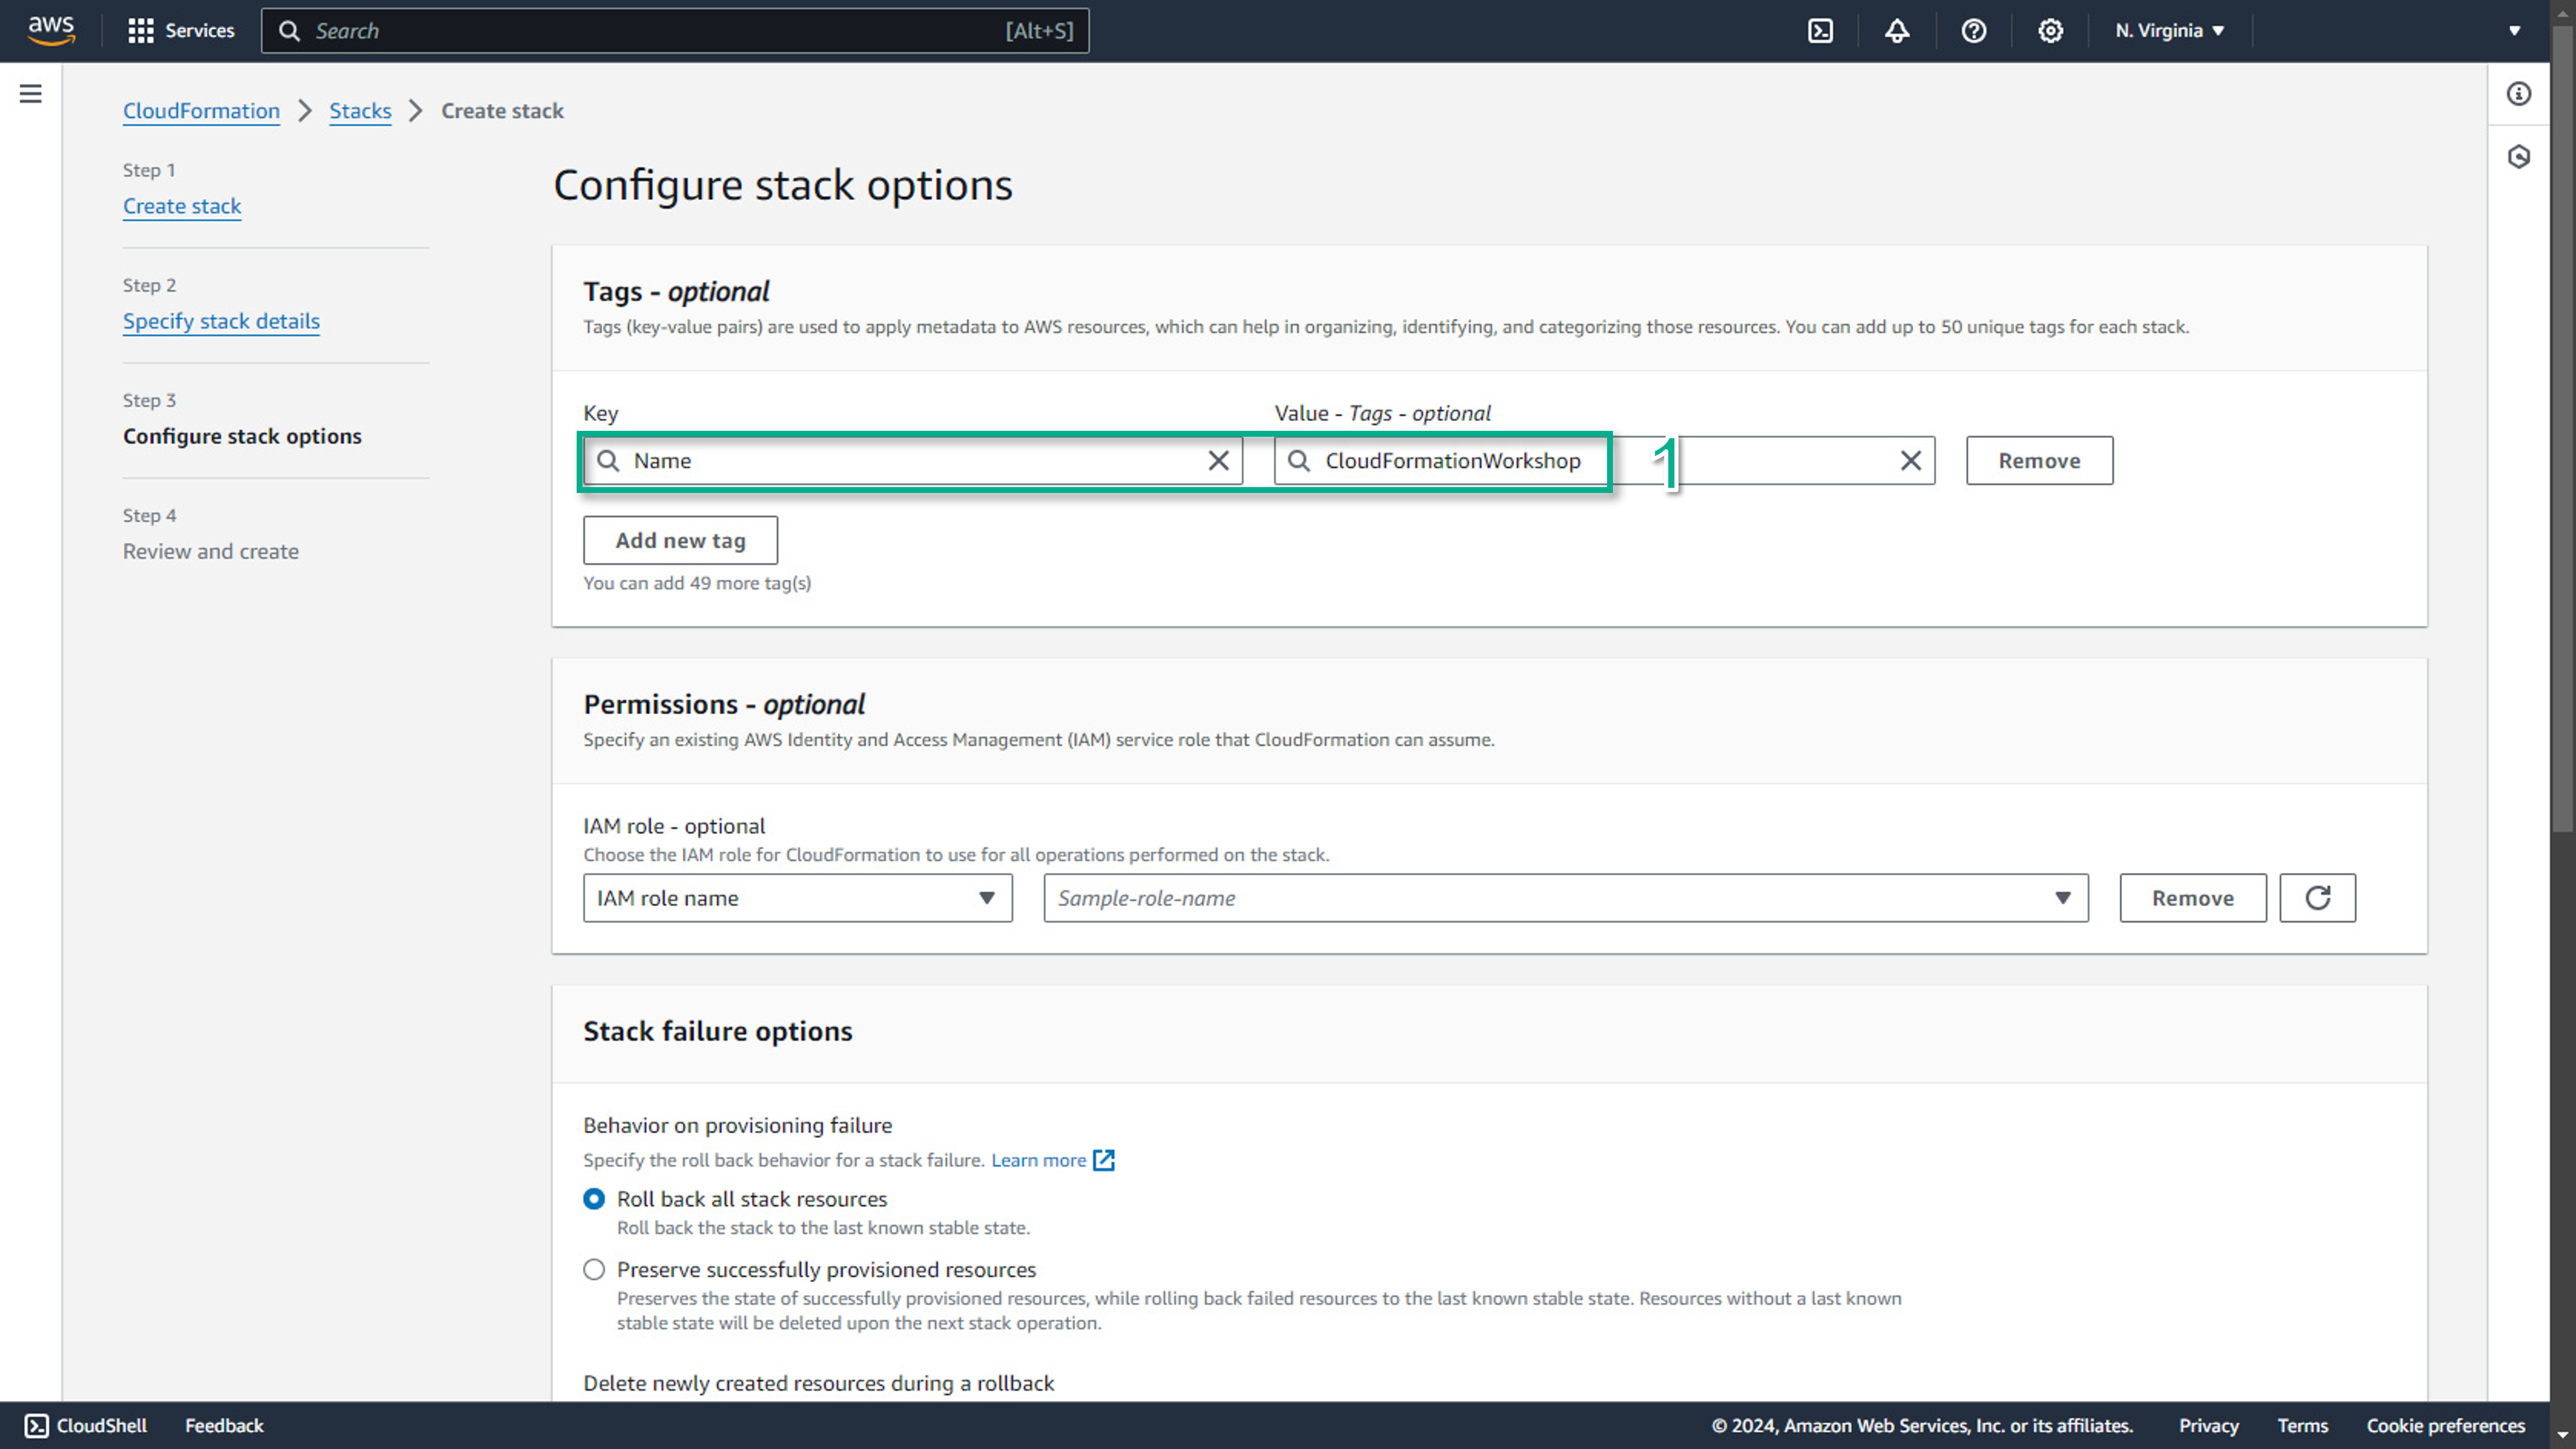 aws
Services
Search
[Alt+S]
N. Virginia
CloudFormation
Stacks
Create stack
Step 1
Create stack
Step 2
Specify stack details
Step 3
Configure stack options
Step 4
Review and create
Configure stack options
Tags - optional
Tags (key-value pairs) are used to apply metadata to AWS resources, which can help in organizing, identifying, and categorizing those resources. You can add up to 50 unique tags for each stack.
Key
Value - Tags - optional
Name
CloudFormationWorkshop
1
Remove
Add new tag
You can add 49 more tag(s)
Permissions - optional
Specify an existing AWS Identity and Access Management (IAM) service role that CloudFormation can assume.
IAM role - optional
Choose the IAM role for CloudFormation to use for all operations performed on the stack.
IAM role name
Sample-role-name
Remove
Stack failure options
Behavior on provisioning failure
Specify the roll back behavior for a stack failure. Learn more
Roll back all stack resources
Roll back the stack to the last known stable state.
Preserve successfully provisioned resources
Preserves the state of successfully provisioned resources, while rolling back failed resources to the last known stable state. Resources without a last known
stable state will be deleted upon the next stack operation.
Delete newly created resources during a rollback
CloudShell
Feedback
© 2024, Amazon Web Services, Inc. or its affiliates.
Privacy
Terms
Cookie preferences